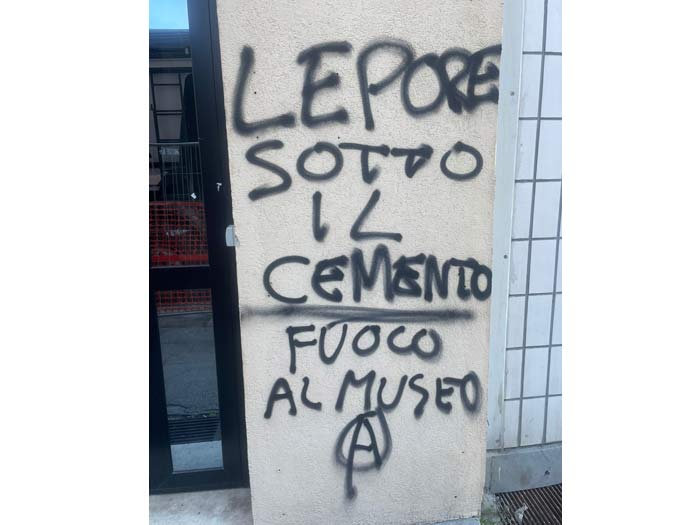 LEPORE
SOTTO
IL
CEMENTO
FUOCO
AL MUSEO
A